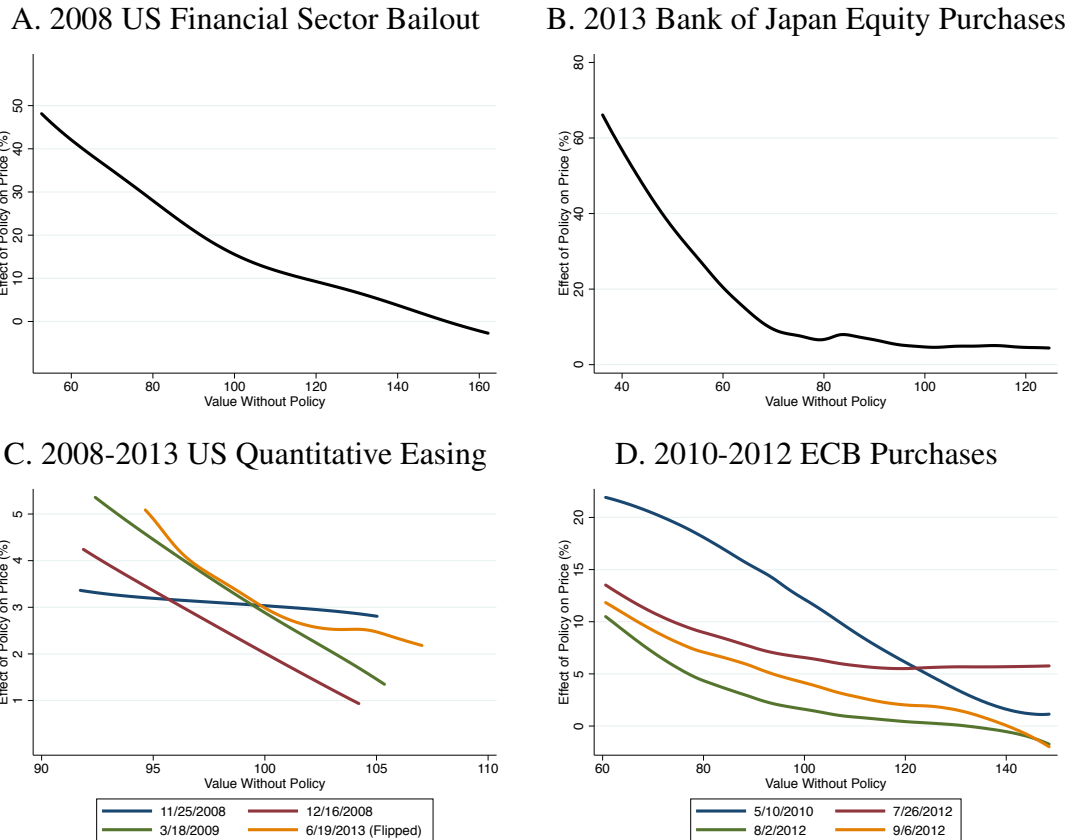 A. 2008 US Financial Sector Bailout
Effect of Policy on Price (%)
50
40
30
20
10
0
60 80 100 120 140 160
Value Without Policy
B. 2013 Bank of Japan Equity Purchases
Effect of Policy on Price (%)
80
60
40
20
0
40 60 80 100 120
Value Without Policy
C. 2008-2013 US Quantitative Easing
Effect of Policy on Price (%)
5
4
3
2
1
90 95 100 105 110
Value Without Policy
11/25/2008 12/16/2008
3/18/2009 6/19/2013 (Flipped)
D. 2010-2012 ECB Purchases
Effect of Policy on Price (%)
20
15
10
5
0
60 80 100 120 140
Value Without Policy
5/10/2010 7/26/2012
8/2/2012 9/6/2012